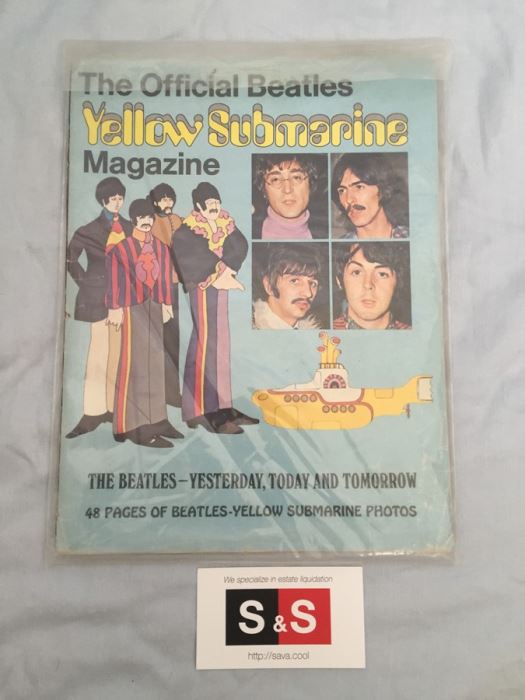 The Official Beatles
Yellow Submarine
Magazine
THE BEATLES—YESTERDAY, TODAY AND TOMORROW
48 PAGES OF BEATLES-YELLOW SUBMARINE PHOTOS
We specialize in estate liquidation
S&S
http://sava.cool